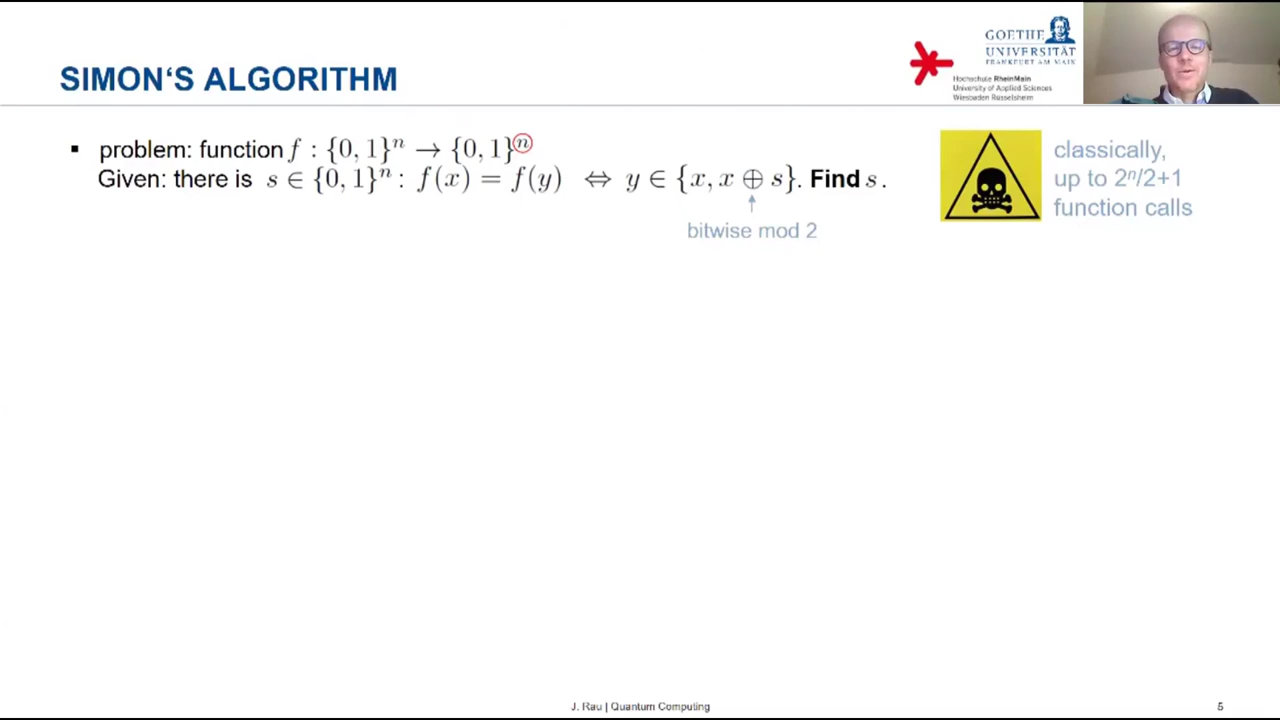 SIMON'S ALGORITHM
GOETHE
UNIVERSITÄT
FRANKFURT AM MAIN
Hochschule RheinMain
University of Applied Sciences
Wiesbaden Rüsselsheim
▪ problem: function f : {0, 1}ⁿ → {0, 1}ⁿ
Given: there is s ∈ {0, 1}ⁿ : f(x) = f(y) ⇔ y ∈ {x, x ⊕ s}. Find s .
bitwise mod 2
classically,
up to 2ⁿ/2+1
function calls
J. Rau | Quantum Computing
5